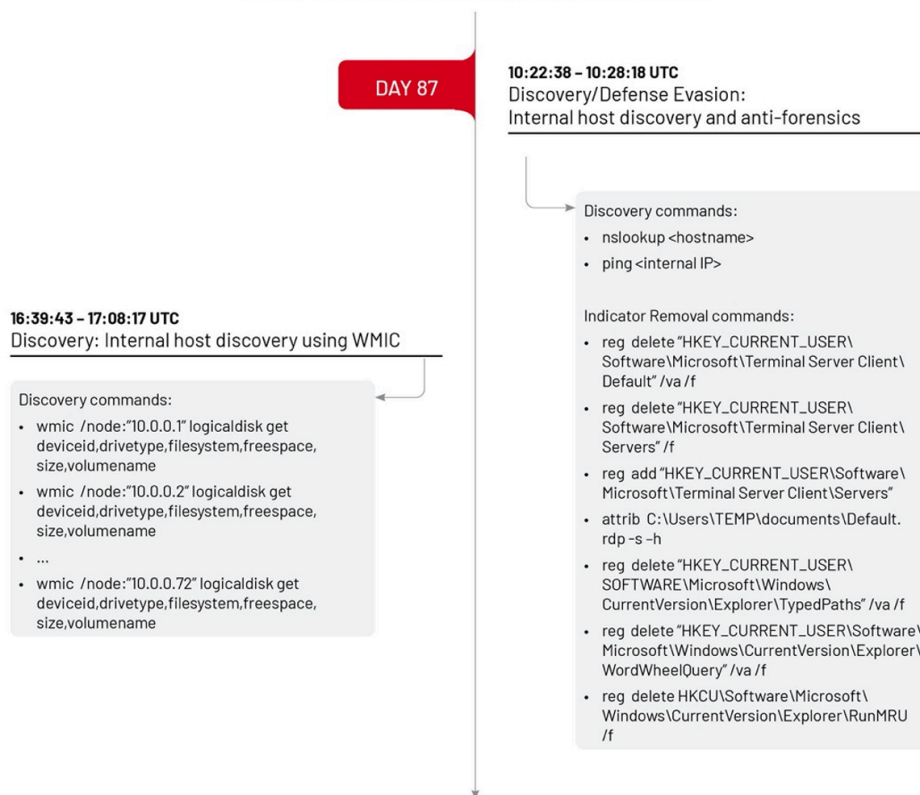 DAY 87
10:22:38 – 10:28:18 UTC
Discovery/Defense Evasion:
Internal host discovery and anti-forensics
Discovery commands:
• nslookup <hostname>
• ping <internal IP>
Indicator Removal commands:
• reg delete "HKEY_CURRENT_USER\
Software\Microsoft\Terminal Server Client\
Default" /va /f
• reg delete "HKEY_CURRENT_USER\
Software\Microsoft\Terminal Server Client\
Servers" /f
• reg add "HKEY_CURRENT_USER\Software\
Microsoft\Terminal Server Client\Servers"
• attrib C:\Users\TEMP\documents\Default.
rdp -s -h
• reg delete "HKEY_CURRENT_USER\
SOFTWARE\Microsoft\Windows\
CurrentVersion\Explorer\TypedPaths" /va /f
• reg delete "HKEY_CURRENT_USER\Software\
Microsoft\Windows\CurrentVersion\Explorer\
WordWheelQuery" /va /f
• reg delete HKCU\Software\Microsoft\
Windows\CurrentVersion\Explorer\RunMRU
/f
16:39:43 – 17:08:17 UTC
Discovery: Internal host discovery using WMIC
Discovery commands:
• wmic /node:"10.0.0.1" logicaldisk get
deviceid,drivetype,filesystem,freespace,
size,volumename
• wmic /node:"10.0.0.2" logicaldisk get
deviceid,drivetype,filesystem,freespace,
size,volumename
• ...
• wmic /node:"10.0.0.72" logicaldisk get
deviceid,drivetype,filesystem,freespace,
size,volumename